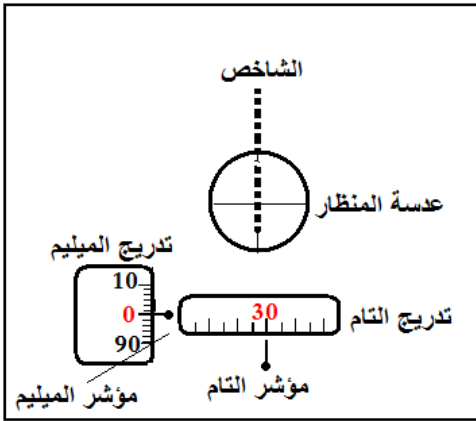 الشاخص
عدسة المنظار
تدريج الميليم
10
0
90
30
تدريج التام
مؤشر التام
مؤشر الميليم